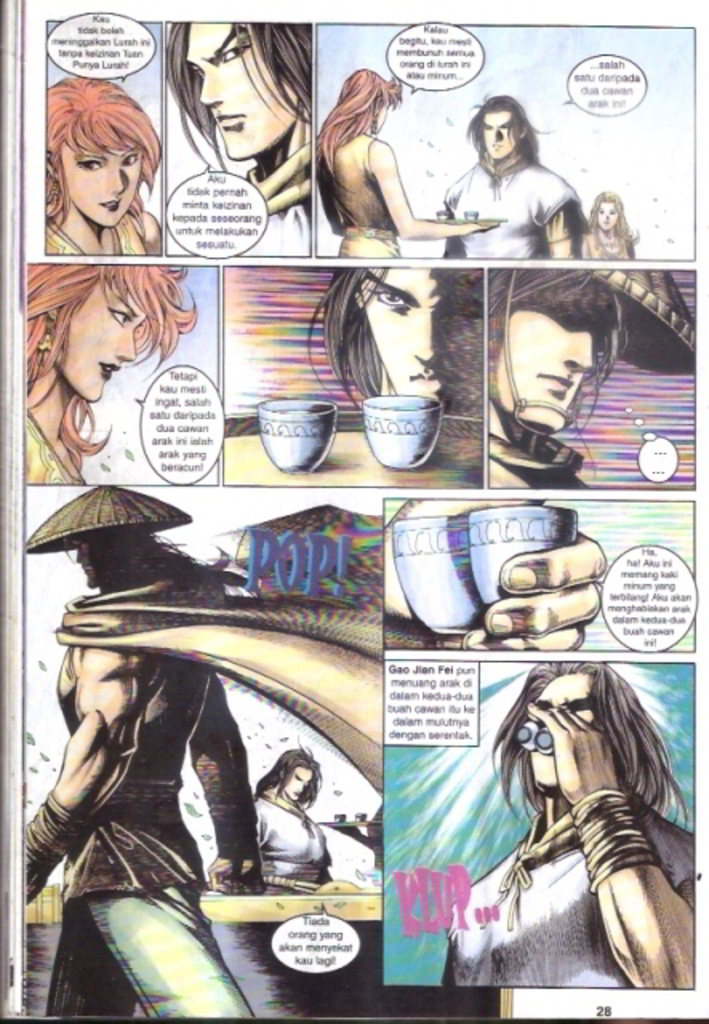 Kau
tidak boleh
meninggalkan Lurah ini
tanpa keizinan Tuan
Punya Lurah!
Aku
tidak pernah
minta keizinan
kepada seseorang
untuk melakukan
sesuatu.
Kalau
begitu, kau mesti
membunuh semua
orang di lurah ini
atau minum...
...salah
satu daripada
dua cawan
arak ini!
Tetapi
kau mesti
ingat, salah
satu daripada
dua cawan
arak ini ialah
arak yang
beracun!
...
...
POP!
Ha,
ha! Aku ini
memang kaki
minum yang
terbilang! Aku akan
menghabiskan arak
dalam kedua-dua
buah cawan
ini!
Gao Jian Fei pun
menuang arak di
dalam kedua-dua
buah cawan itu ke
dalam mulutnya
dengan serentak.
Tiada
orang yang
akan menyekat
kau lagi!
28